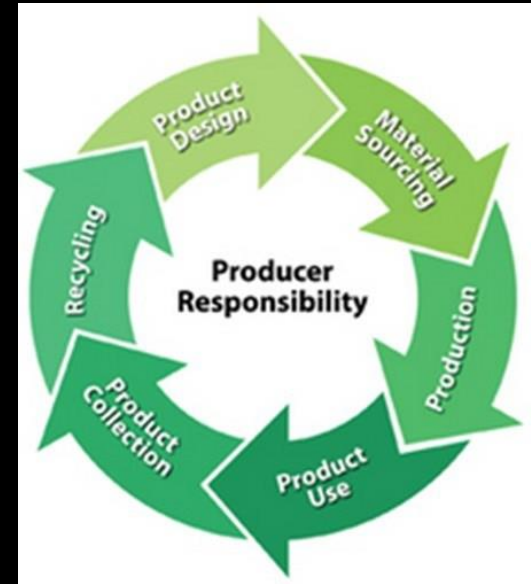 Product
Design
Material
Sourcing
Production
Product
Use
Product
Collection
Recycling
Producer
Responsibility